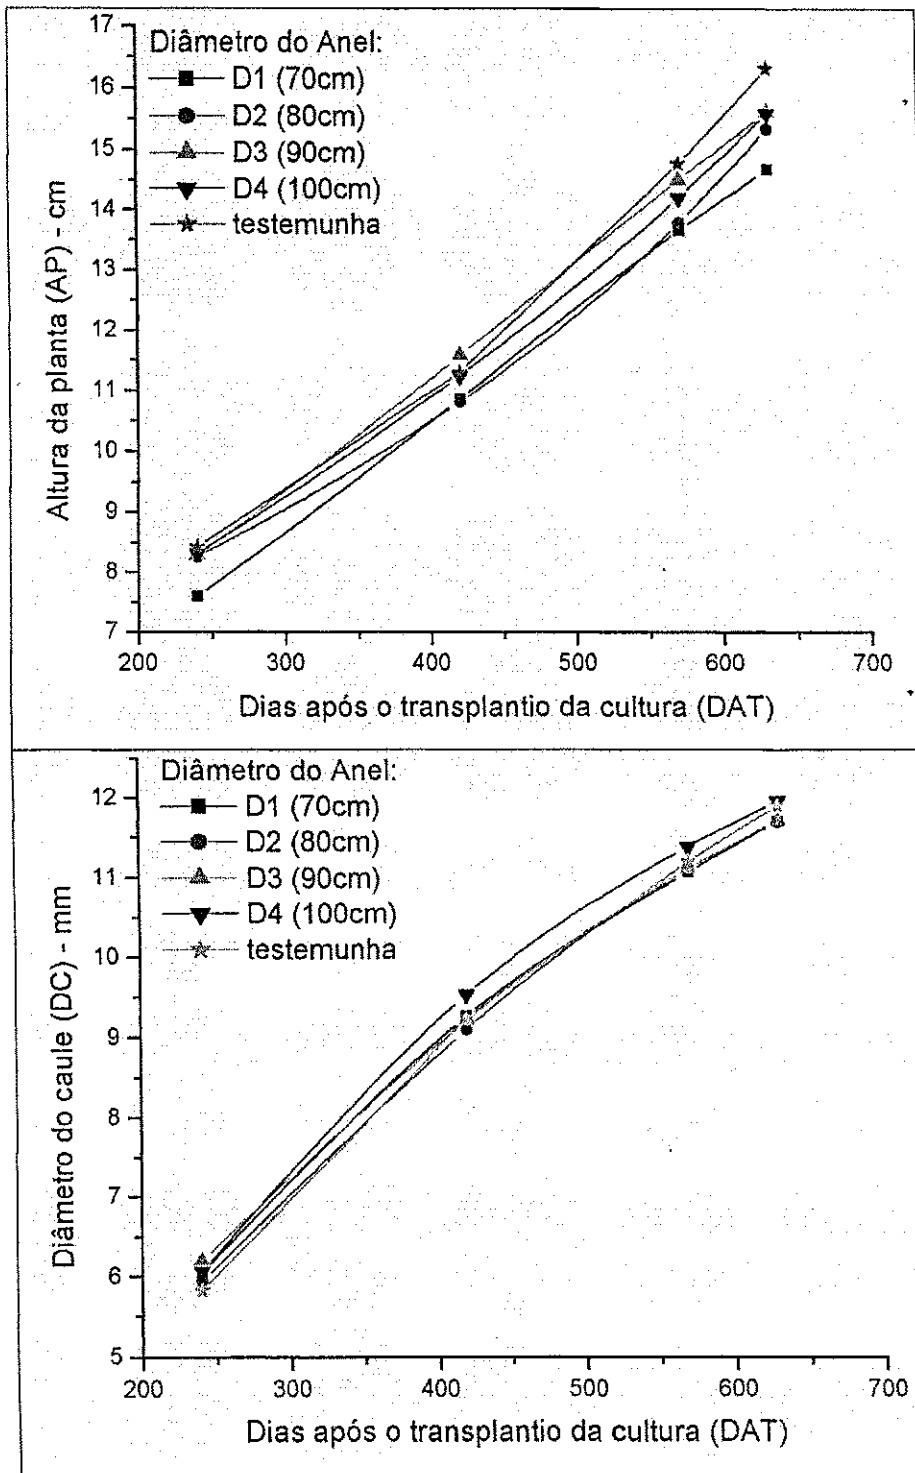 Diâmetro do Anel:
D1 (70cm)
D2 (80cm)
D3 (90cm)
D4 (100cm)
testemunha
Altura da planta (AP) - cm
17
16
15
14
13
12
11
10
9
8
7
200
300
400
500
600
700
Dias após o transplantio da cultura (DAT)
Diâmetro do Anel:
D1 (70cm)
D2 (80cm)
D3 (90cm)
D4 (100cm)
testemunha
Diâmetro do caule (DC) - mm
12
11
10
9
8
7
6
5
200
300
400
500
600
700
Dias após o transplantio da cultura (DAT)